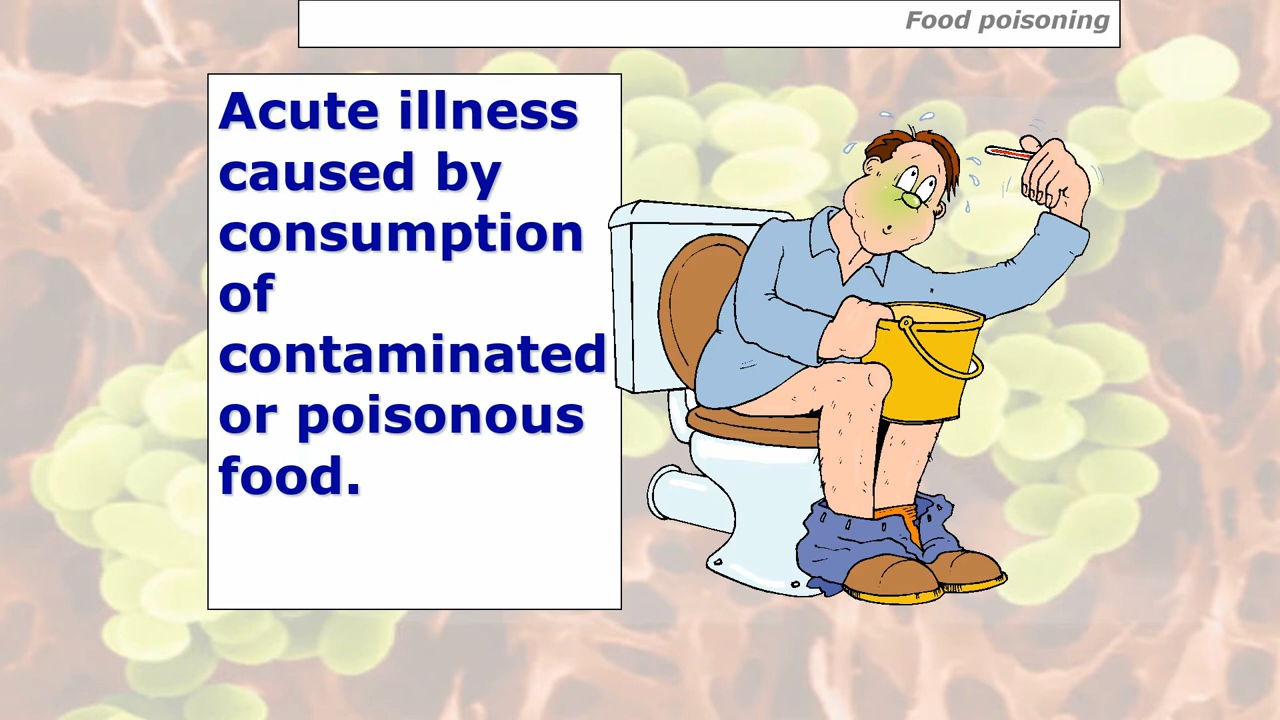 Food poisoning
Acute illness
caused by
consumption
of
contaminated
or poisonous
food.